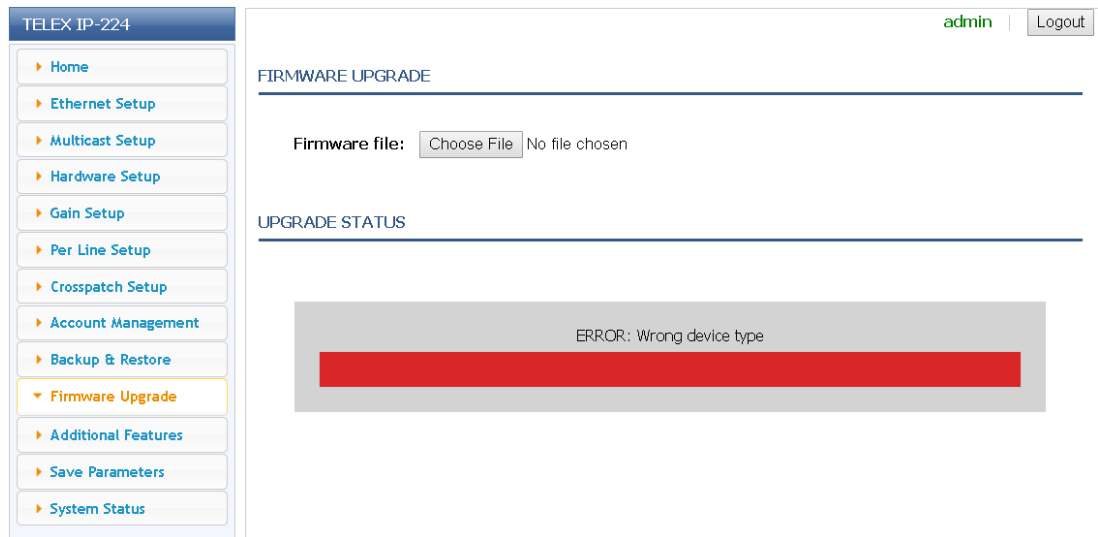 TELEX IP-224
admin
Logout
Home
Ethernet Setup
Multicast Setup
Hardware Setup
Gain Setup
Per Line Setup
Crosspatch Setup
Account Management
Backup & Restore
Firmware Upgrade
Additional Features
Save Parameters
System Status
FIRMWARE UPGRADE
Firmware file: Choose File No file chosen
UPGRADE STATUS
ERROR: Wrong device type